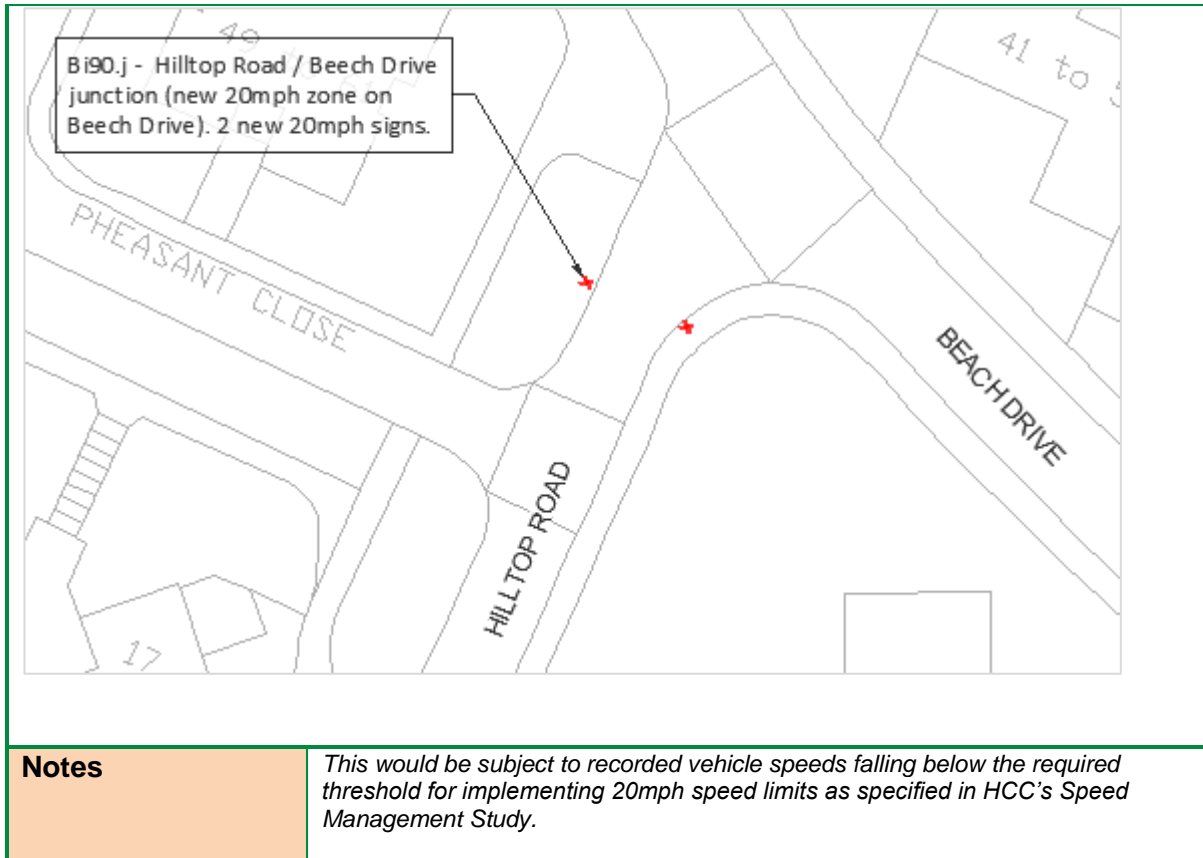 49 to
Bi90.j - Hilltop Road / Beech Drive
junction (new 20mph zone on
Beech Drive). 2 new 20mph signs.
41 to
PHEASANT CLOSE
BEACH DRIVE
HILLTOP ROAD
17
Notes
This would be subject to recorded vehicle speeds falling below the required
threshold for implementing 20mph speed limits as specified in HCC's Speed
Management Study.